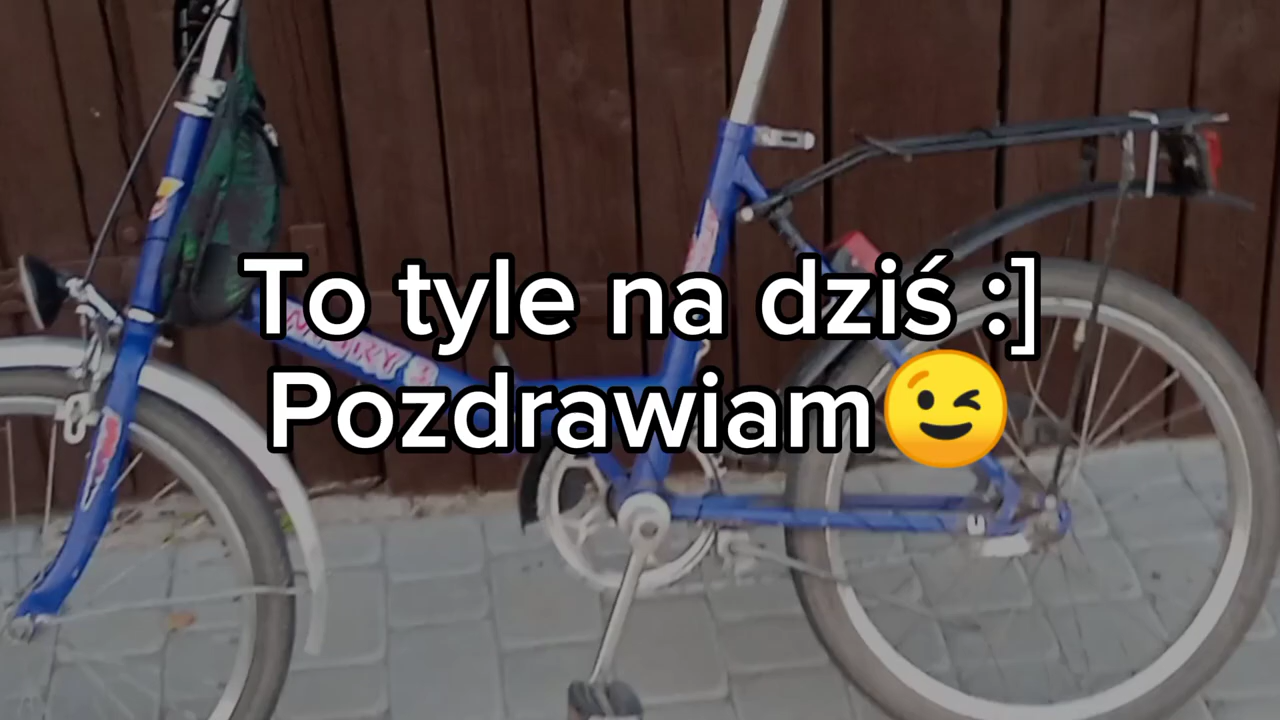 To tyle na dziś :]
Pozdrawiam😉